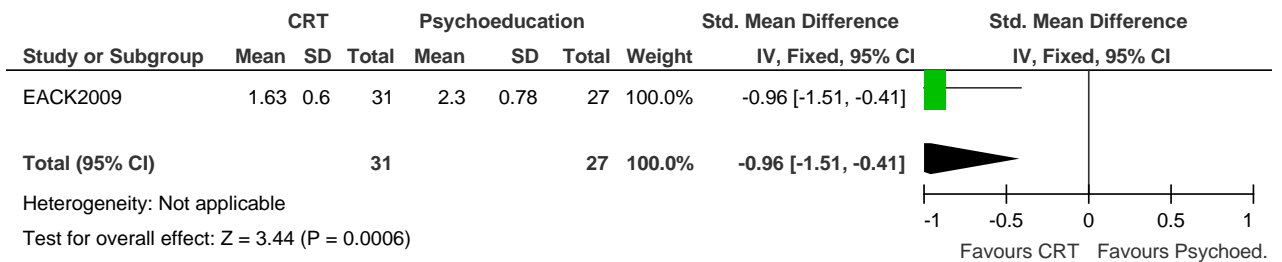 CRT Psychoeducation Std. Mean Difference Std. Mean Difference
Study or Subgroup Mean SD Total Mean SD Total Weight IV, Fixed, 95% CI IV, Fixed, 95% CI
EACK2009 1.63 0.6 31 2.3 0.78 27 100.0% -0.96 [-1.51, -0.41]
Total (95% CI) 31 27 100.0% -0.96 [-1.51, -0.41]
Heterogeneity: Not applicable
Test for overall effect: Z = 3.44 (P = 0.0006)
-1 -0.5 0 0.5 1
Favours CRT Favours Psychoed.